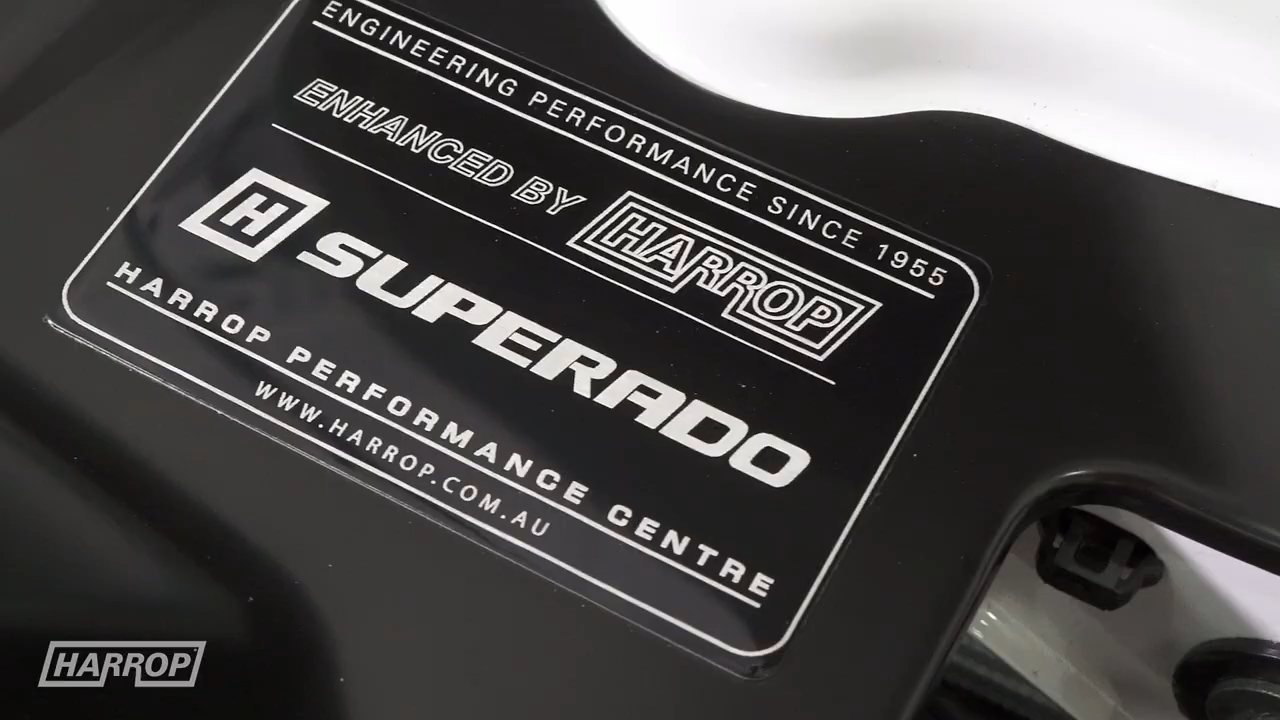 ENGINEERING PERFORMANCE SINCE 1955
ENHANCED BY HARROP
H SUPERADO
HARROP PERFORMANCE CENTRE
WWW.HARROP.COM.AU
HARROP